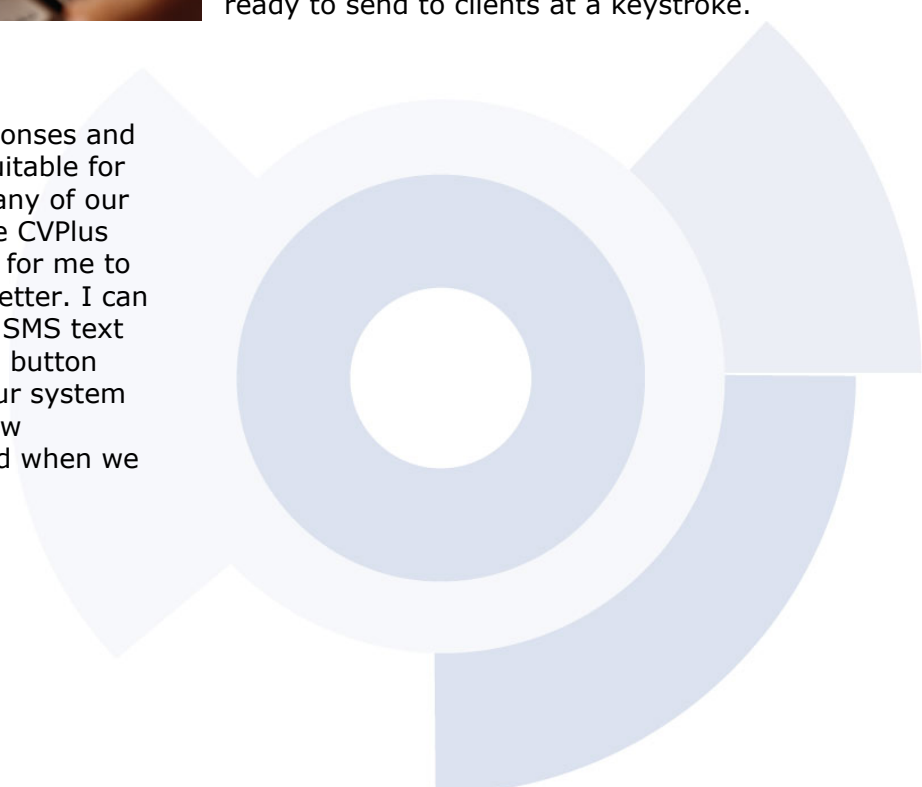 ready to send to clients at a keystroke.
onses and
uitable for
any of our
e CVPlus
for me to
etter. I can
SMS text
button
ur system
w
d when we